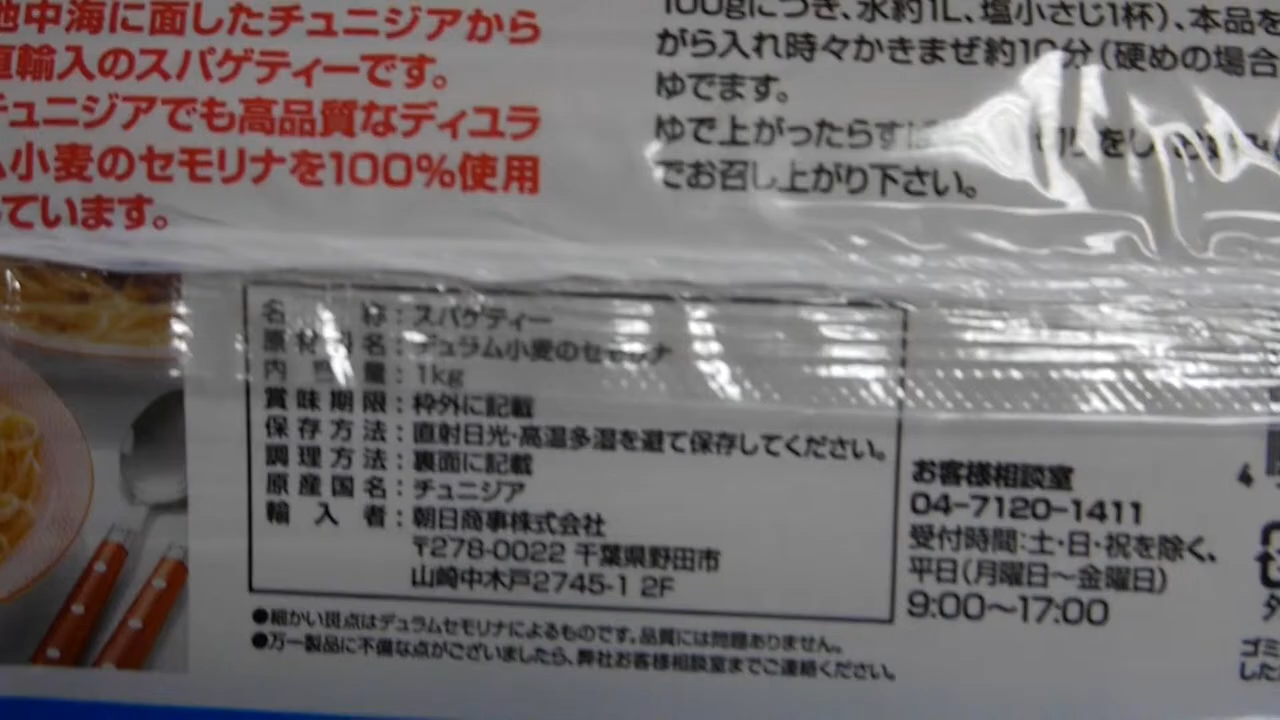 地中海に面したチュニジアから
直輸入のスパゲティーです。
チュニジアでも高品質なディユラ
ム小麦のセモリナを100%使用
しています。
100gにつき、水約1L、塩小さじ1杯)、本品を
がら入れ時々かきまぜ約10分(硬めの場合
ゆでます。
ゆで上がったらすぐ
でお召し上がり下さい。
名 称:スパゲティー
原材料名:デュラム小麦のセモリナ
内 容 量:1kg
賞味期限:枠外に記載
保存方法:直射日光・高温多湿を避て保存してください。
調理方法:裏面に記載
原産国名:チュニジア
輸 入 者:朝日商事株式会社
〒278-0022 千葉県野田市
山崎中木戸2745-1 2F
●細かい斑点はデュラムセモリナによるものです。品質には問題ありません。
●万一製品に不備な点がございましたら、弊社お客様相談室までご連絡ください。
お客様相談室
04-7120-1411
受付時間:土・日・祝を除く、
平日(月曜日〜金曜日)
9:00〜17:00
4
ゴミ
した